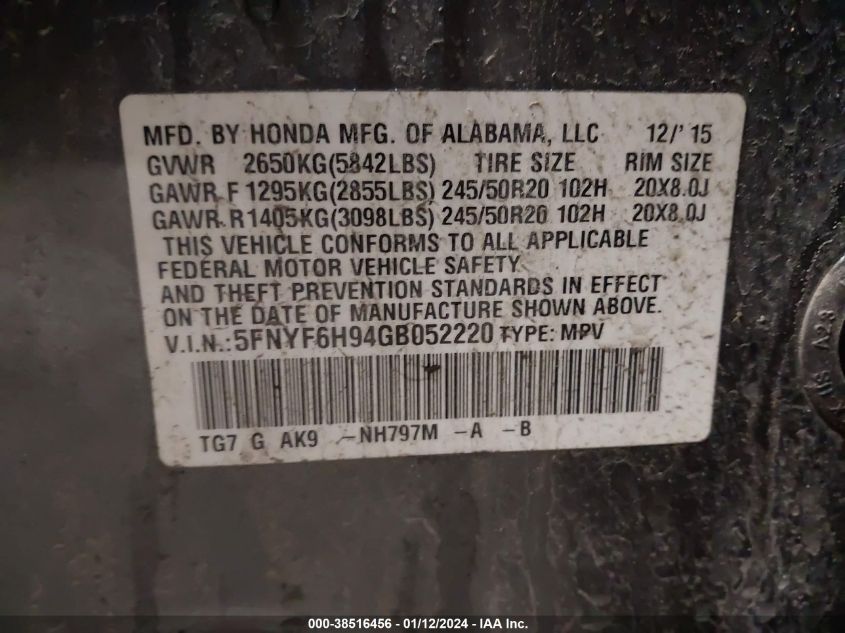 MFD. BY HONDA MFG. OF ALABAMA, LLC 12/'15
GVWR 2650KG(5842LBS) TIRE SIZE RIM SIZE
GAWR F 1295KG(2855LBS) 245/50R20 102H 20X8.0J
GAWR R 1405KG(3098LBS) 245/50R20 102H 20X8.0J
THIS VEHICLE CONFORMS TO ALL APPLICABLE
FEDERAL MOTOR VEHICLE SAFETY
AND THEFT PREVENTION STANDARDS IN EFFECT
ON THE DATE OF MANUFACTURE SHOWN ABOVE.
V.I.N.:5FNYF6H94GB052220 TYPE: MPV
TG7 G AK9 -NH797M -A -B
000-38516456 - 01/12/2024 - IAA Inc.